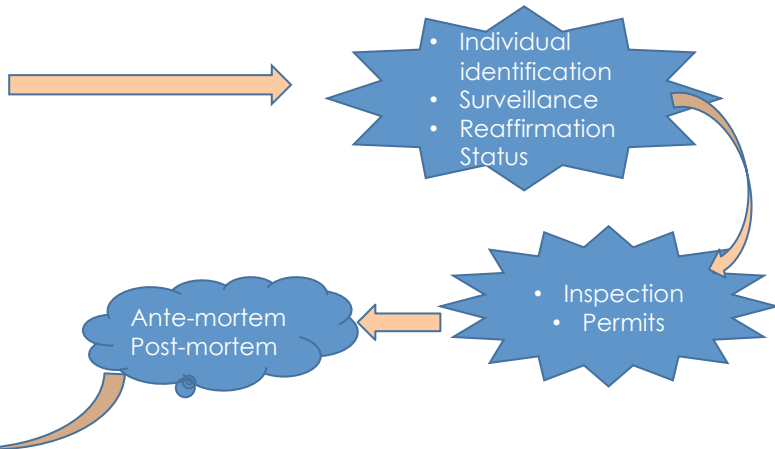 • Individual
identification
• Surveillance
• Reaffirmation
Status
• Inspection
• Permits
Ante-mortem
Post-mortem